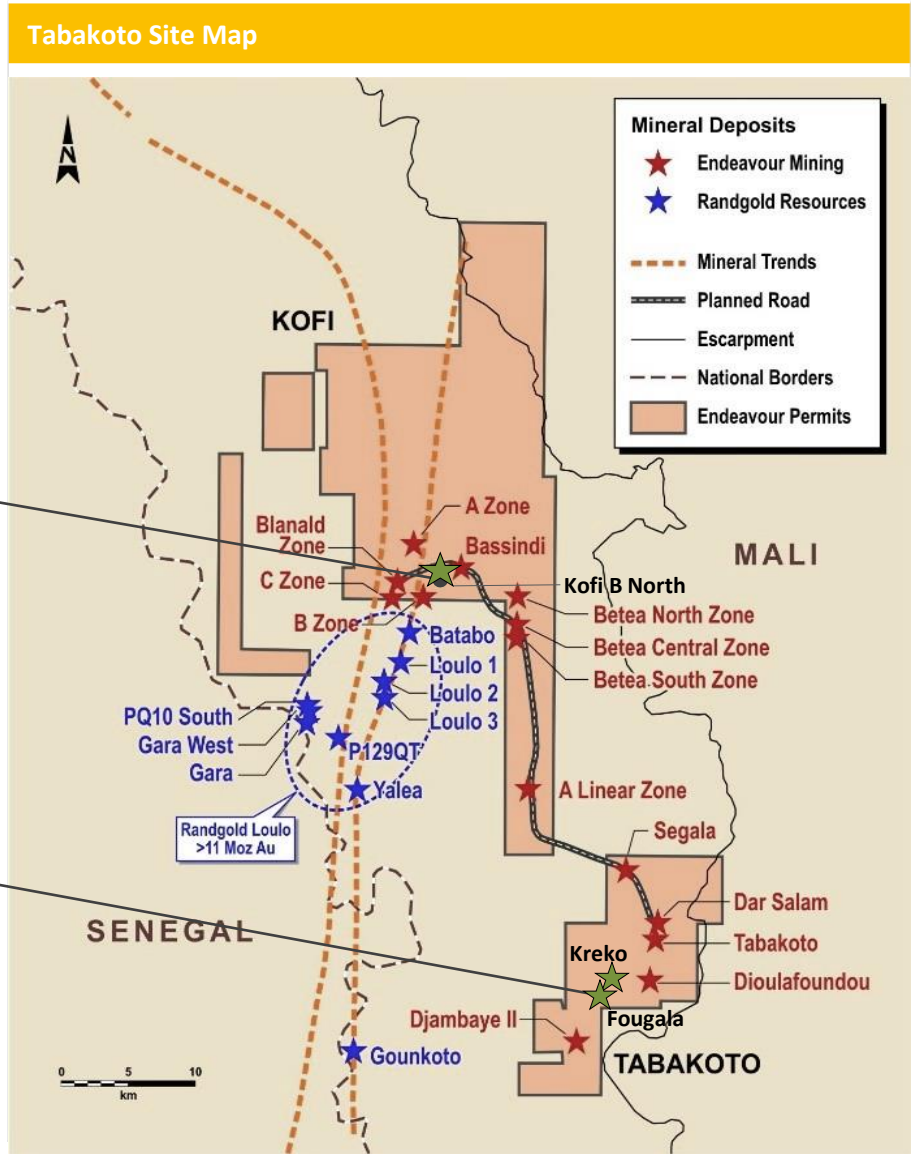 Tabakoto Site Map
N
Mineral Deposits
Endeavour Mining
Randgold Resources
Mineral Trends
Planned Road
Escarpment
National Borders
Endeavour Permits
KOFI
A Zone
Blanald
Zone
Bassindi
MALI
C Zone
Kofi B North
B Zone
Betea North Zone
Batabo
Betea Central Zone
Loulo 1
Betea South Zone
Loulo 2
PQ10 South
Loulo 3
Gara West
P129QT
Gara
Yalea
A Linear Zone
Randgold Loulo
>11 Moz Au
Segala
Dar Salam
SENEGAL
Tabakoto
Kreko
Dioulafoundou
Fougala
Djambaye II
Gounkoto
TABAKOTO
0 5 10
km